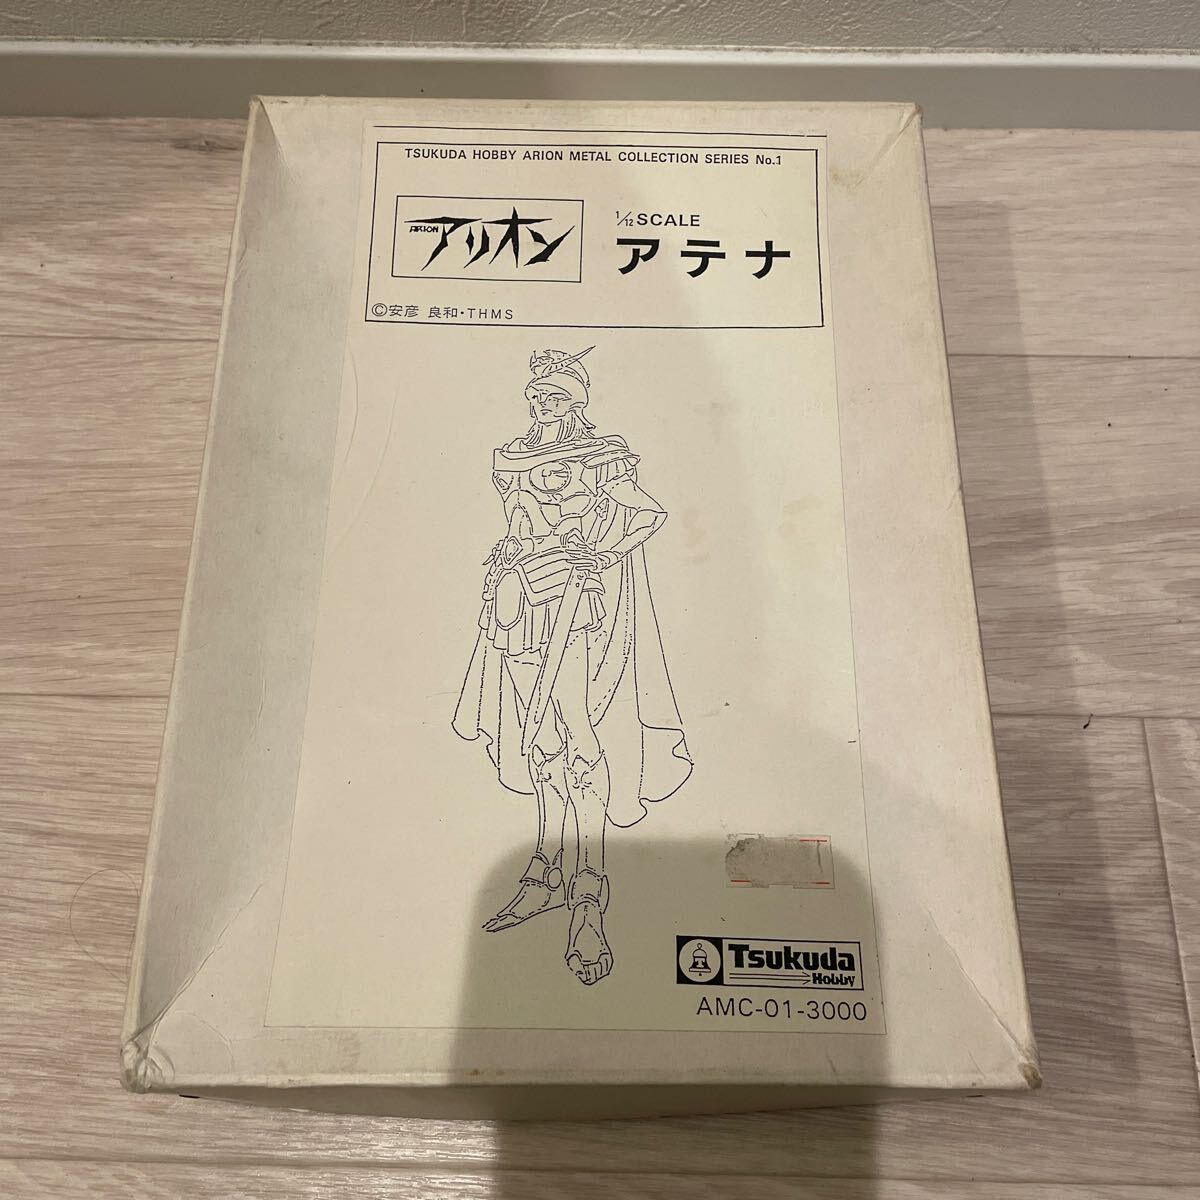 TSUKUDA HOBBY ARION METAL COLLECTION SERIES No.1
ARION
アリオン
1/12 SCALE
アテナ
©安彦 良和・THMS
T
Tsukuda
Hobby
AMC-01-3000